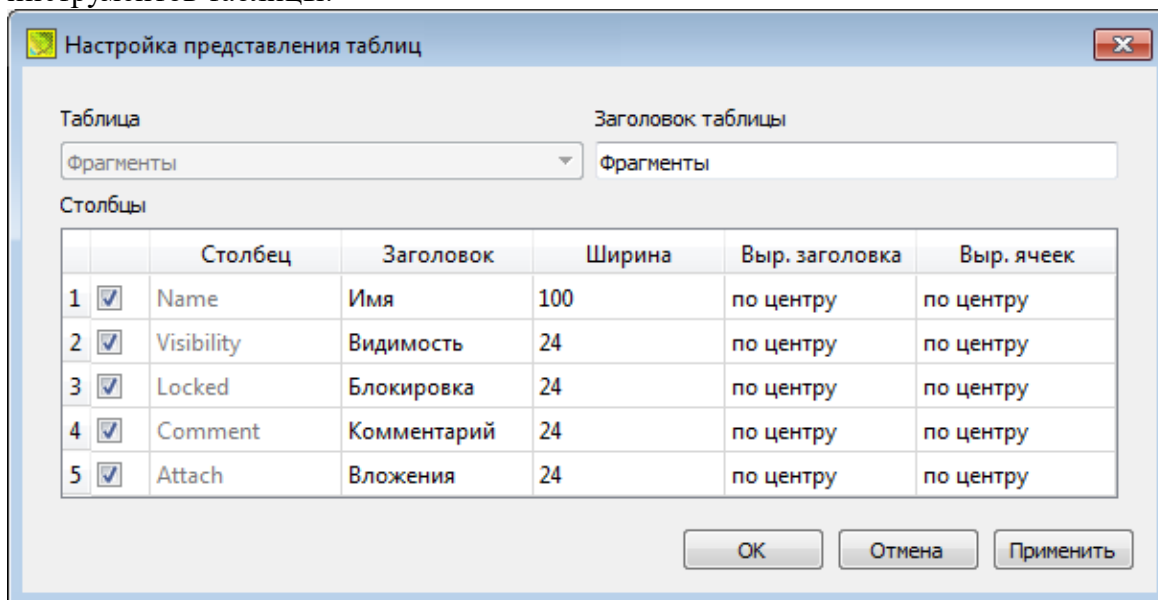 инструментов таблицы.
Настройка представления таблиц
Таблица Заголовок таблицы
Фрагменты Фрагменты
Столбцы
Столбец Заголовок Ширина Выр. заголовка Выр. ячеек
1 Name Имя 100 по центру по центру
2 Visibility Видимость 24 по центру по центру
3 Locked Блокировка 24 по центру по центру
4 Comment Комментарий 24 по центру по центру
5 Attach Вложения 24 по центру по центру
OK Отмена Применить